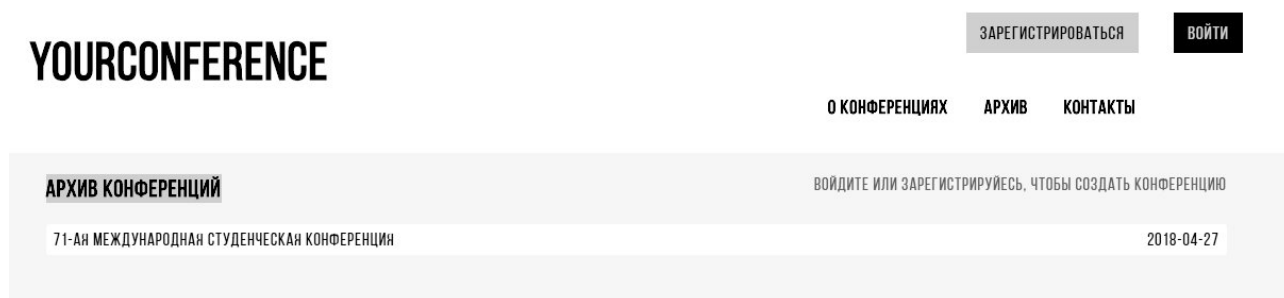 ЗАРЕГИСТРИРОВАТЬСЯ ВОЙТИ
YOURCONFERENCE
О КОНФЕРЕНЦИЯХ АРХИВ КОНТАКТЫ
АРХИВ КОНФЕРЕНЦИЙ ВОЙДИТЕ ИЛИ ЗАРЕГИСТРИРУЙЕСЬ, ЧТОБЫ СОЗДАТЬ КОНФЕРЕНЦИЮ
71-АЯ МЕЖДУНАРОДНАЯ СТУДЕНЧЕСКАЯ КОНФЕРЕНЦИЯ 2018-04-27